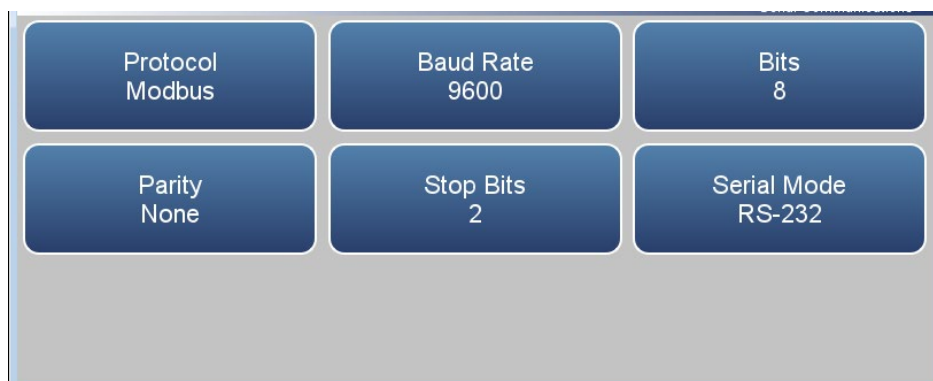 Protocol
Modbus
Baud Rate
9600
Bits
8
Parity
None
Stop Bits
2
Serial Mode
RS-232